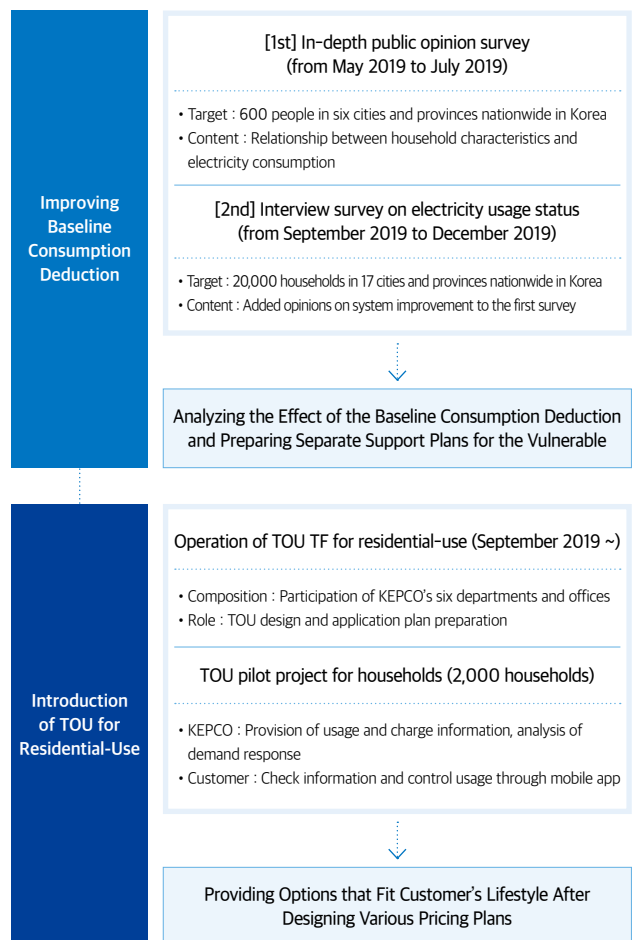 Improving
Baseline
Consumption
Deduction
[1st] In-depth public opinion survey
(from May 2019 to July 2019)
• Target : 600 people in six cities and provinces nationwide in Korea
• Content : Relationship between household characteristics and
electricity consumption
[2nd] Interview survey on electricity usage status
(from September 2019 to December 2019)
• Target : 20,000 households in 17 cities and provinces nationwide in Korea
• Content : Added opinions on system improvement to the first survey
Analyzing the Effect of the Baseline Consumption Deduction
and Preparing Separate Support Plans for the Vulnerable
Introduction
of TOU for
Residential-Use
Operation of TOU TF for residential-use (September 2019 ~)
• Composition : Participation of KEPCO's six departments and offices
• Role : TOU design and application plan preparation
TOU pilot project for households (2,000 households)
• KEPCO : Provision of usage and charge information, analysis of
demand response
• Customer : Check information and control usage through mobile app
Providing Options that Fit Customer's Lifestyle After
Designing Various Pricing Plans